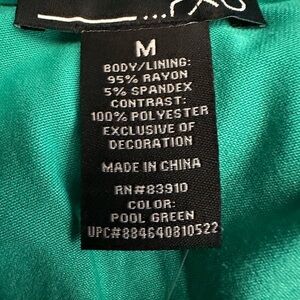 M
BODY/LINING:
95% RAYON
5% SPANDEX
CONTRAST:
100% POLYESTER
EXCLUSIVE OF
DECORATION
MADE IN CHINA
RN#83910
COLOR:
POOL GREEN
UPC#884640810522